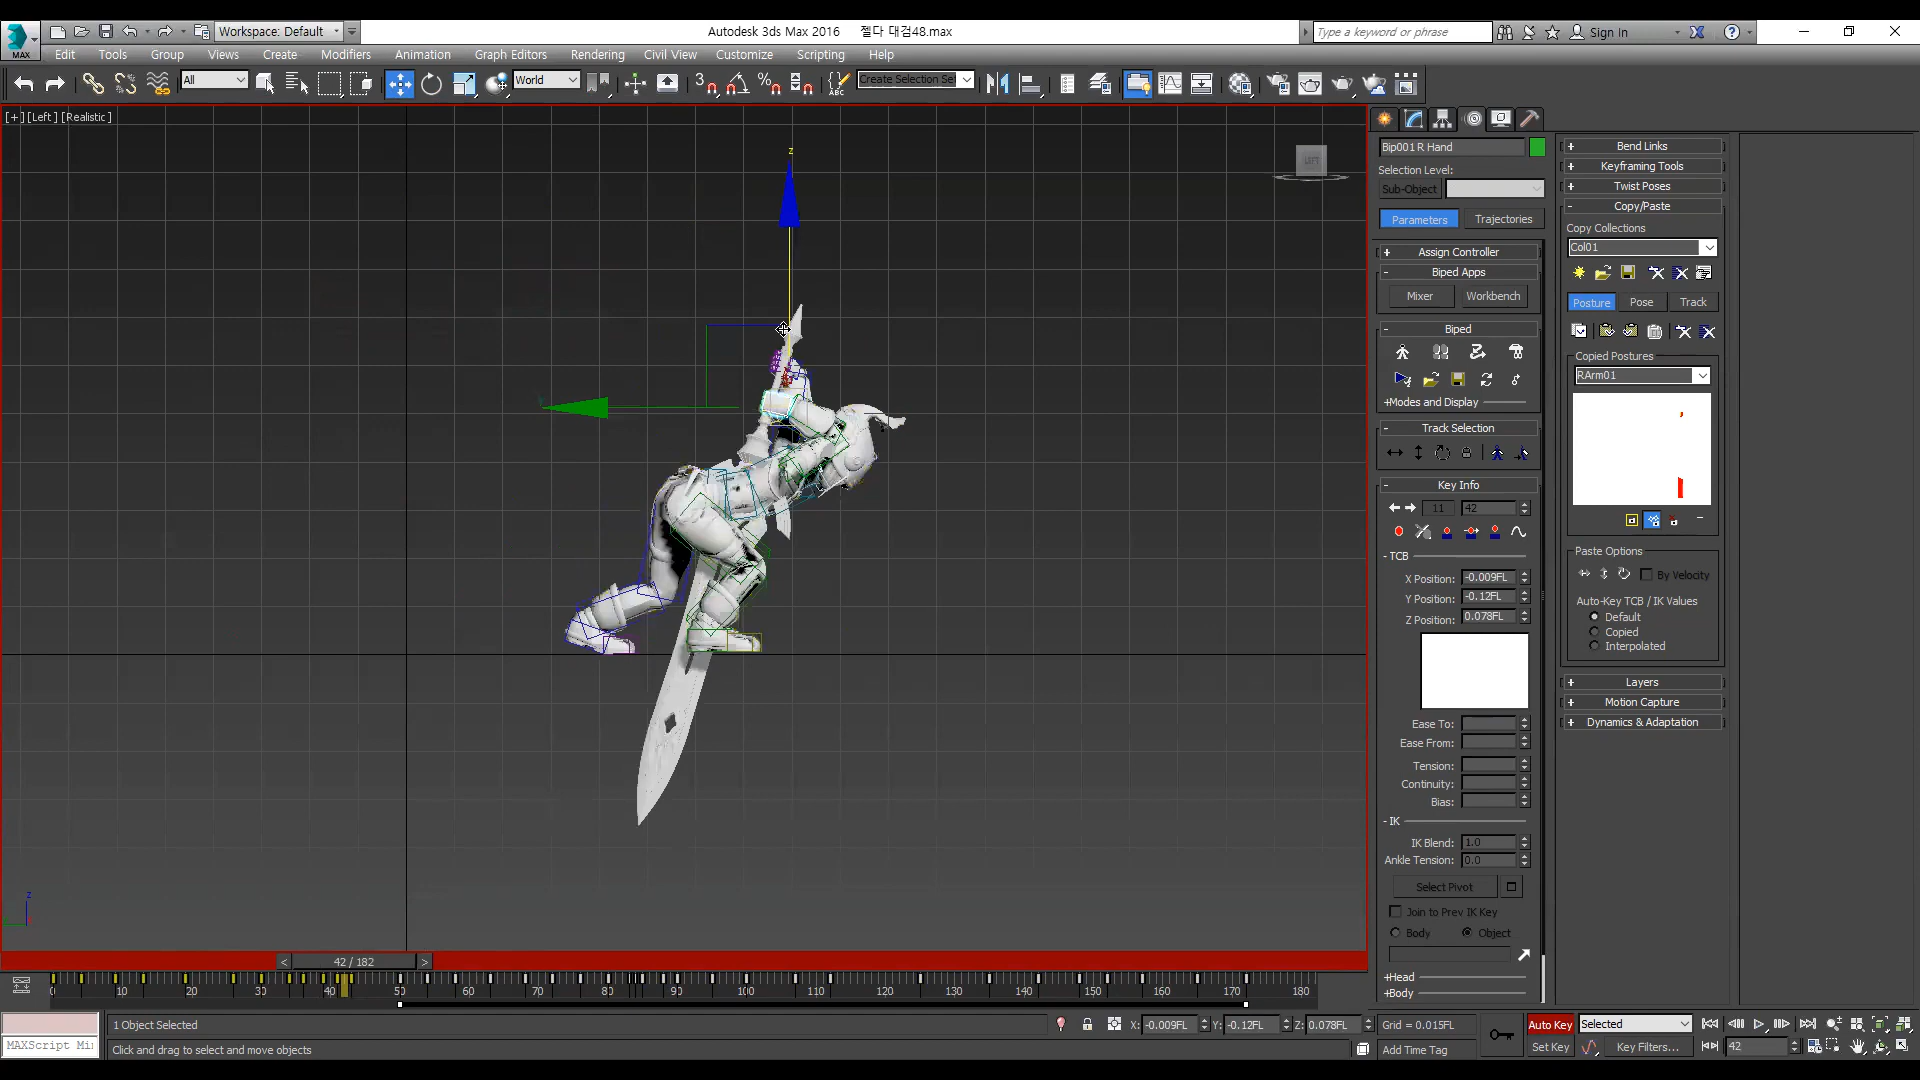 MAX
Workspace: Default
Autodesk 3ds Max 2016 젤다 대검48.max
Type a keyword or phrase
Sign In
Edit Tools Group Views Create Modifiers Animation Graph Editors Rendering Civil View Customize Scripting Help
All
World
3
ABC
Create Selection Sel
[+] [Left ] [Realistic ]
z
LEFT
z
Bip001 R Hand
Selection Level:
Sub-Object
Parameters Trajectories
+ Assign Controller
- Biped Apps
Mixer Workbench
- Biped
+Modes and Display
- Track Selection
- Key Info
11 42
- TCB
X Position: -0.009FL
Y Position: -0.12FL
Z Position: 0.078FL
Ease To:
Ease From:
Tension:
Continuity:
Bias:
- IK
IK Blend: 1.0
Ankle Tension: 0.0
Select Pivot
Join to Prev IK Key
Body Object
+Head
+Body
+ Bend Links
+ Keyframing Tools
+ Twist Poses
- Copy/Paste
Copy Collections
Col01
Posture Pose Track
Copied Postures
RArm01
Paste Options
By Velocity
Auto-Key TCB / IK Values
Default
Copied
Interpolated
+ Layers
+ Motion Capture
+ Dynamics & Adaptation
< 42 / 182 >
0 10 20 30 40 50 60 70 80 90 100 110 120 130 140 150 160 170 180
1 Object Selected
X: -0.009FL Y: -0.12FL Z: 0.078FL
Grid = 0.015FL
Auto Key Selected
MAXScript Mi
Click and drag to select and move objects
Add Time Tag
Set Key Key Filters...
42